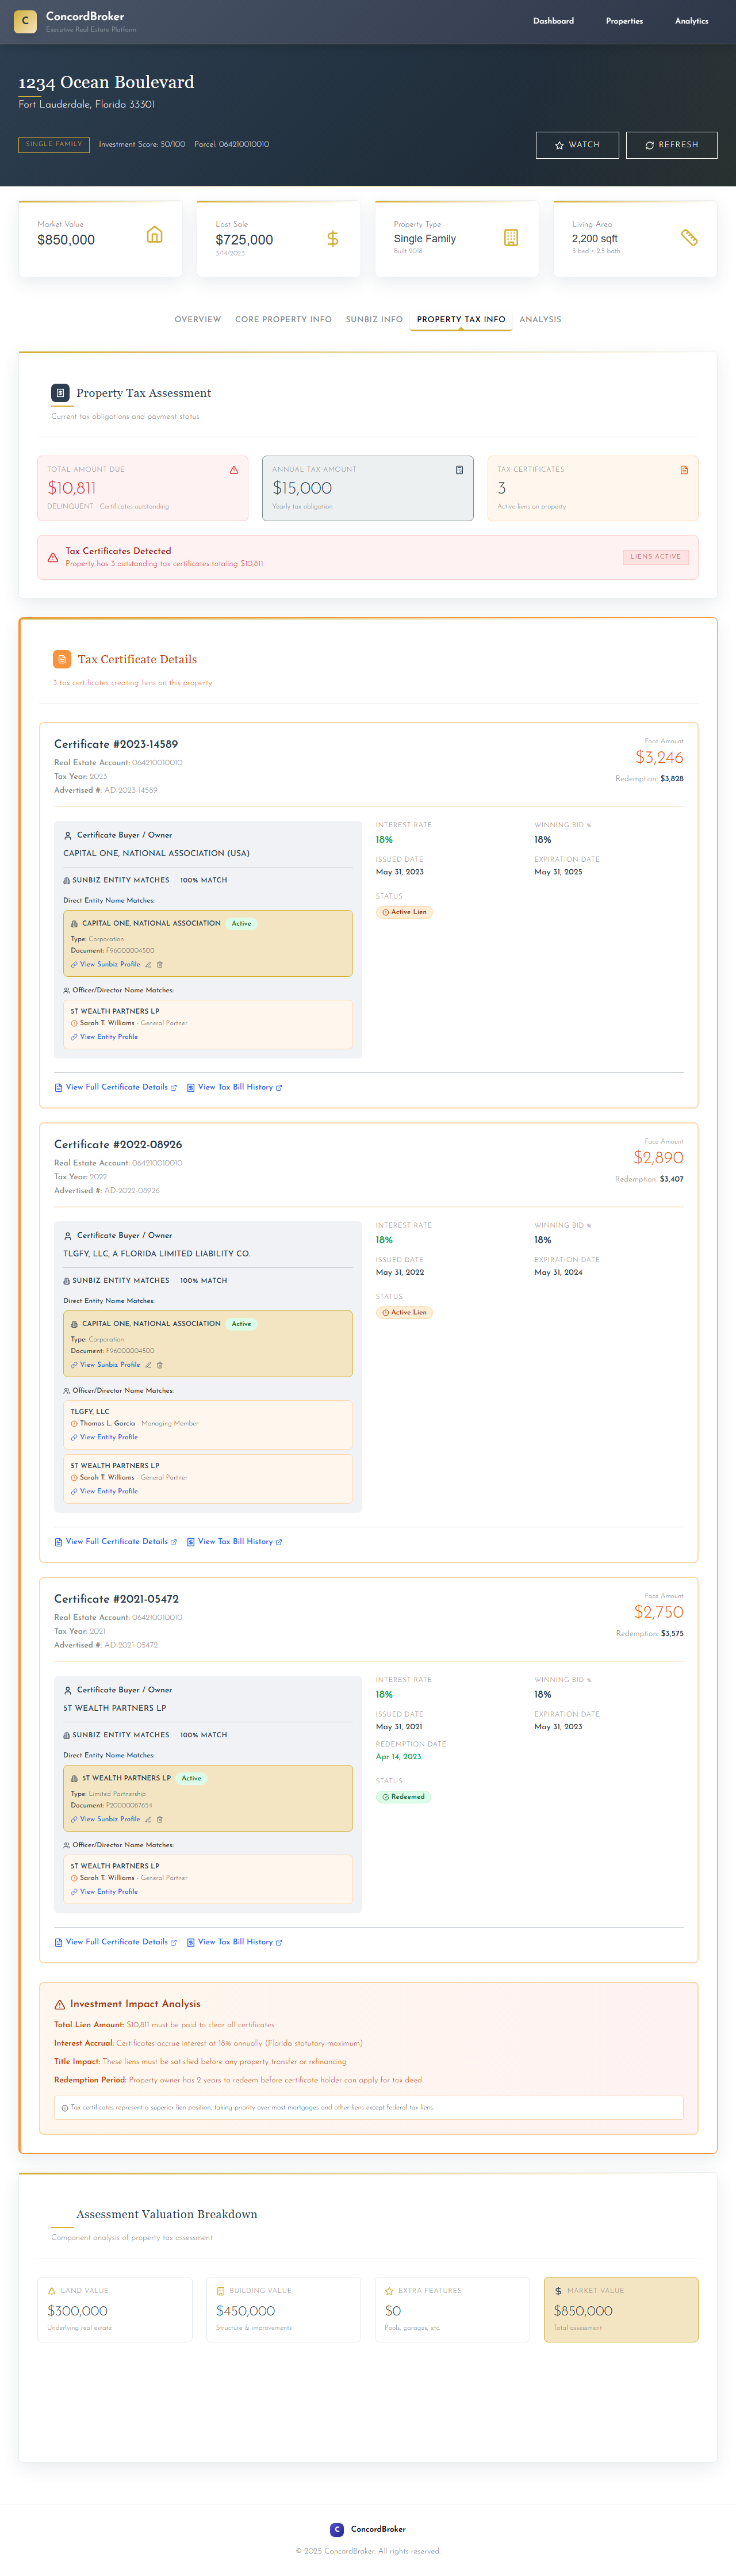 C
ConcordBroker
Executive Real Estate Platform
Dashboard
Properties
Analytics
1234 Ocean Boulevard
Fort Lauderdale, Florida 33301
SINGLE FAMILY
Investment Score: 50/100
Parcel: 064210010010
WATCH
REFRESH
Market Value
$850,000
Last Sale
$725,000
3/14/2023
Property Type
Single Family
Built 2018
Living Area
2,200 sqft
3 bed • 2.5 bath
OVERVIEW
CORE PROPERTY INFO
SUNBIZ INFO
PROPERTY TAX INFO
ANALYSIS
Property Tax Assessment
Current tax obligations and payment status
TOTAL AMOUNT DUE
$10,811
DELINQUENT - Certificates outstanding
ANNUAL TAX AMOUNT
$15,000
Yearly tax obligation
TAX CERTIFICATES
3
Active liens on property
Tax Certificates Detected
Property has 3 outstanding tax certificates totaling $10,811
LIENS ACTIVE
Tax Certificate Details
3 tax certificates creating liens on this property
Certificate #2023-14589
Real Estate Account: 064210010010
Tax Year: 2023
Advertised #: AD-2023-14589
Face Amount
$3,246
Redemption: $3,828
Certificate Buyer / Owner
CAPITAL ONE, NATIONAL ASSOCIATION (USA)
SUNBIZ ENTITY MATCHES 100% MATCH
Direct Entity Name Matches:
CAPITAL ONE, NATIONAL ASSOCIATION Active
Type: Corporation
Document: F96000004500
View Sunbiz Profile
Officer/Director Name Matches:
5T WEALTH PARTNERS LP
Sarah T. Williams - General Partner
View Entity Profile
INTEREST RATE
18%
WINNING BID %
18%
ISSUED DATE
May 31, 2023
EXPIRATION DATE
May 31, 2025
STATUS
Active Lien
View Full Certificate Details
View Tax Bill History
Certificate #2022-08926
Real Estate Account: 064210010010
Tax Year: 2022
Advertised #: AD-2022-08926
Face Amount
$2,890
Redemption: $3,407
Certificate Buyer / Owner
TLGFY, LLC, A FLORIDA LIMITED LIABILITY CO.
SUNBIZ ENTITY MATCHES 100% MATCH
Direct Entity Name Matches:
CAPITAL ONE, NATIONAL ASSOCIATION Active
Type: Corporation
Document: F96000004500
View Sunbiz Profile
Officer/Director Name Matches:
TLGFY, LLC
Thomas L. Garcia - Managing Member
View Entity Profile
5T WEALTH PARTNERS LP
Sarah T. Williams - General Partner
View Entity Profile
INTEREST RATE
18%
WINNING BID %
18%
ISSUED DATE
May 31, 2022
EXPIRATION DATE
May 31, 2024
STATUS
Active Lien
View Full Certificate Details
View Tax Bill History
Certificate #2021-05472
Real Estate Account: 064210010010
Tax Year: 2021
Advertised #: AD-2021-05472
Face Amount
$2,750
Redemption: $3,575
Certificate Buyer / Owner
5T WEALTH PARTNERS LP
SUNBIZ ENTITY MATCHES 100% MATCH
Direct Entity Name Matches:
5T WEALTH PARTNERS LP Active
Type: Limited Partnership
Document: P20000087654
View Sunbiz Profile
Officer/Director Name Matches:
5T WEALTH PARTNERS LP
Sarah T. Williams - General Partner
View Entity Profile
INTEREST RATE
18%
WINNING BID %
18%
ISSUED DATE
May 31, 2021
EXPIRATION DATE
May 31, 2023
REDEMPTION DATE
Apr 14, 2023
STATUS
Redeemed
View Full Certificate Details
View Tax Bill History
Investment Impact Analysis
Total Lien Amount: $10,811 must be paid to clear all certificates
Interest Accrual: Certificates accrue interest at 18% annually (Florida statutory maximum)
Title Impact: These liens must be satisfied before any property transfer or refinancing
Redemption Period: Property owner has 2 years to redeem before certificate holder can apply for tax deed
Tax certificates represent a superior lien position, taking priority over most mortgages and other liens except federal tax liens.
Assessment Valuation Breakdown
Component analysis of property tax assessment
LAND VALUE
$300,000
Underlying real estate
BUILDING VALUE
$450,000
Structure & improvements
EXTRA FEATURES
$0
Pools, garages, etc.
MARKET VALUE
$850,000
Total assessment
C
ConcordBroker
© 2025 ConcordBroker. All rights reserved.